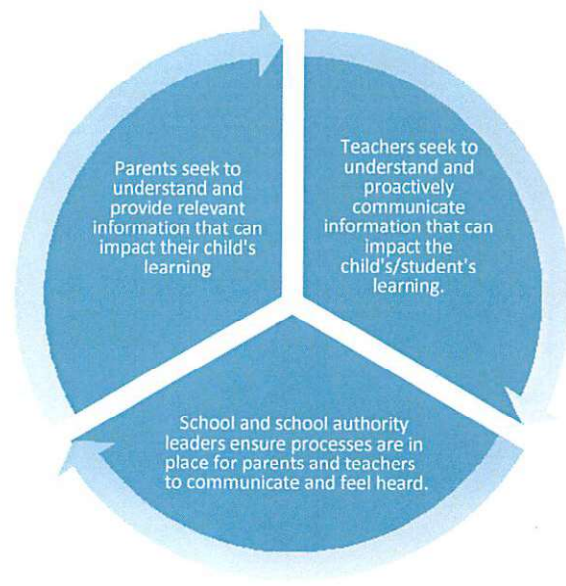 Parents seek to
understand and
provide relevant
information that can
impact their child's
learning
Teachers seek to
understand and
proactively
communicate
information that can
impact the
child's/student's
learning.
School and school authority
leaders ensure processes are in
place for parents and teachers
to communicate and feel heard.